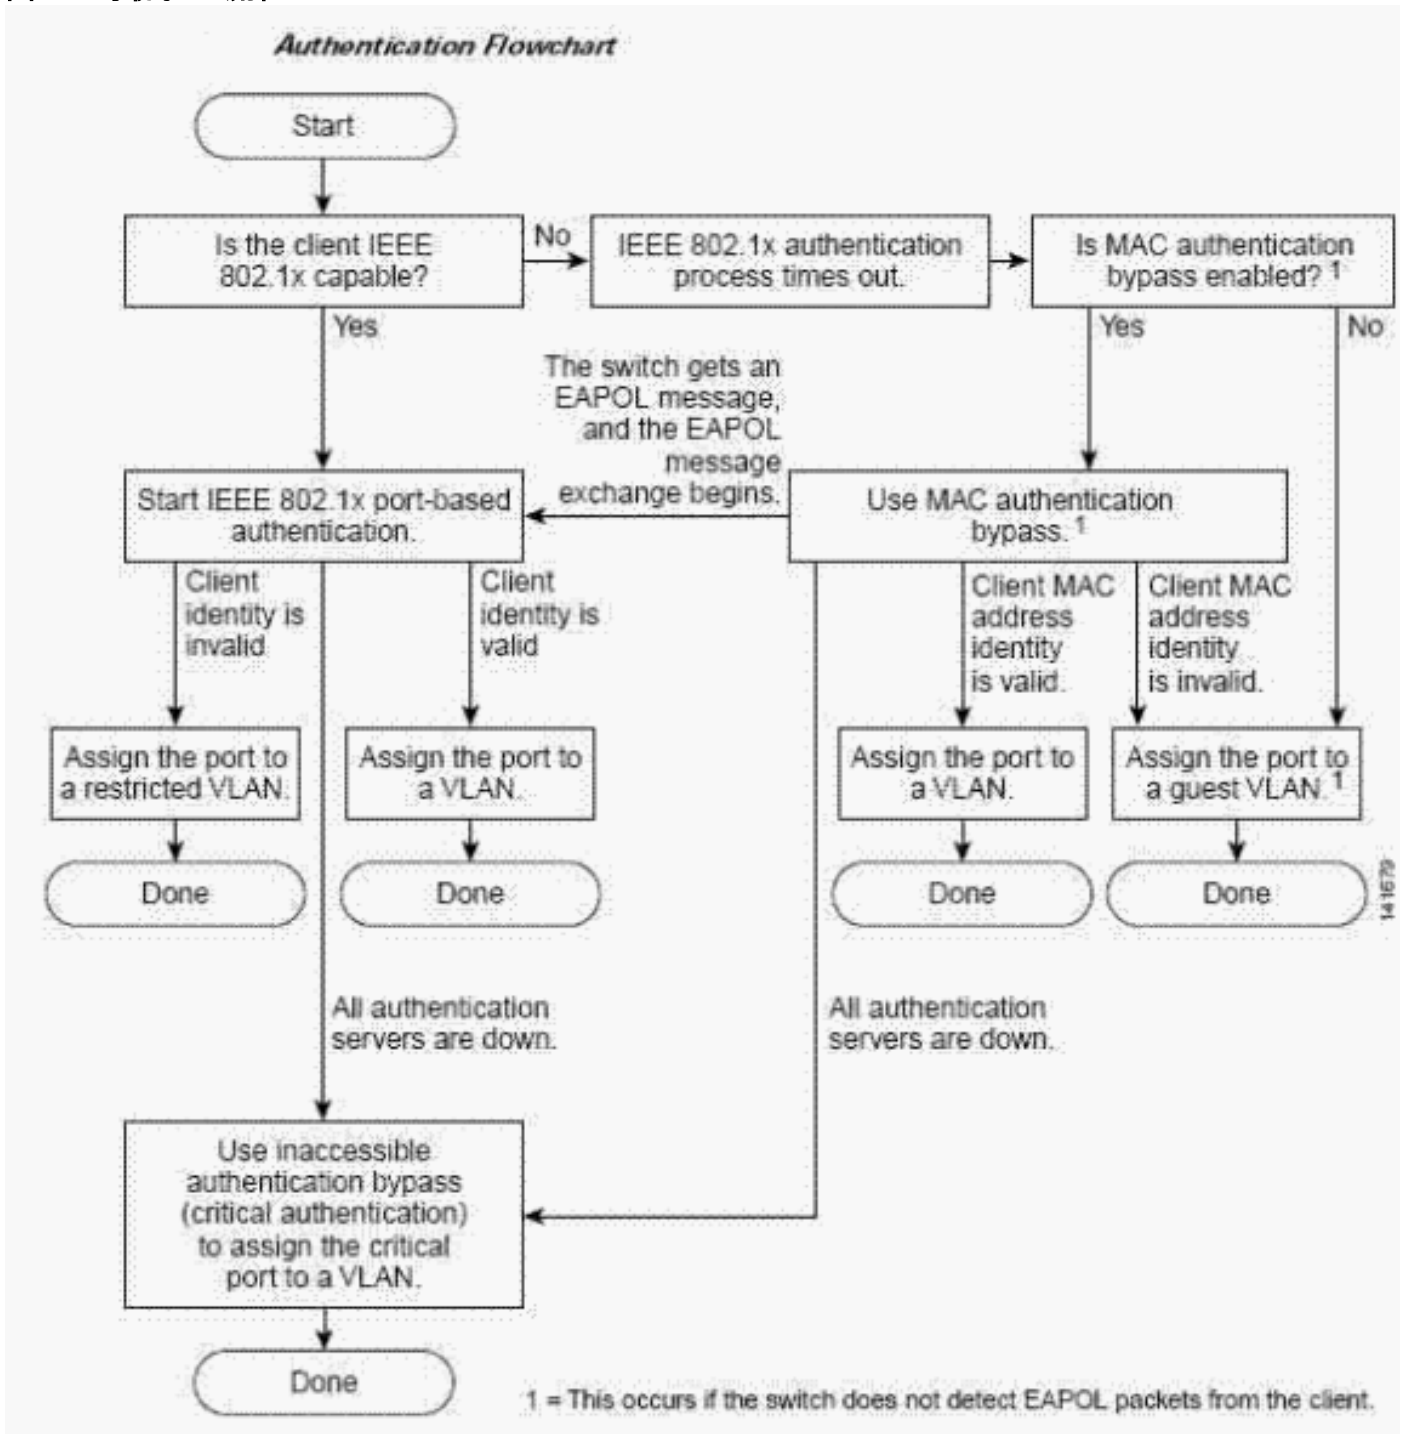 Authentication Flowchart
Start
Is the client IEEE
802.1x capable?
No
IEEE 802.1x authentication
process times out.
Is MAC authentication
bypass enabled? 1
Yes
Yes
No
The switch gets an
EAPOL message,
and the EAPOL
message
exchange begins.
Start IEEE 802.1x port-based
authentication.
Use MAC authentication
bypass. 1
Client
identity is
invalid
Client
identity is
valid
Client MAC
address
identity
is valid.
Client MAC
address
identity
is invalid.
Assign the port to
a restricted VLAN.
Assign the port to
a VLAN.
Assign the port to
a VLAN.
Assign the port to
a guest VLAN. 1
Done
Done
Done
Done
141679
All authentication
servers are down.
All authentication
servers are down.
Use inaccessible
authentication bypass
(critical authentication)
to assign the critical
port to a VLAN.
Done
1 = This occurs if the switch does not detect EAPOL packets from the client.